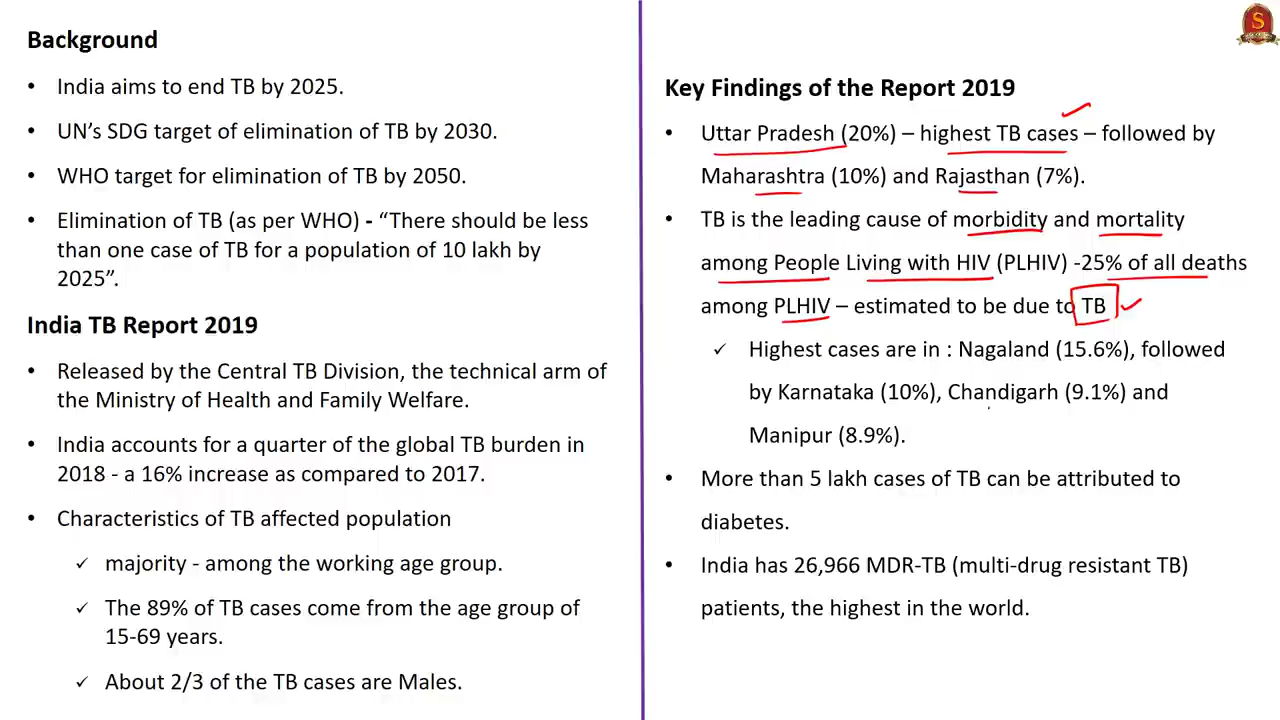 Background
• India aims to end TB by 2025.
• UN's SDG target of elimination of TB by 2030.
• WHO target for elimination of TB by 2050.
• Elimination of TB (as per WHO) - “There should be less
than one case of TB for a population of 10 lakh by
2025”.
India TB Report 2019
• Released by the Central TB Division, the technical arm of
the Ministry of Health and Family Welfare.
• India accounts for a quarter of the global TB burden in
2018 - a 16% increase as compared to 2017.
• Characteristics of TB affected population
✓ majority - among the working age group.
✓ The 89% of TB cases come from the age group of
15-69 years.
✓ About 2/3 of the TB cases are Males.
S
Key Findings of the Report 2019
• Uttar Pradesh (20%) – highest TB cases – followed by
Maharashtra (10%) and Rajasthan (7%).
• TB is the leading cause of morbidity and mortality
among People Living with HIV (PLHIV) -25% of all deaths
among PLHIV – estimated to be due to TB
✓ Highest cases are in : Nagaland (15.6%), followed
by Karnataka (10%), Chandigarh (9.1%) and
Manipur (8.9%).
• More than 5 lakh cases of TB can be attributed to
diabetes.
• India has 26,966 MDR-TB (multi-drug resistant TB)
patients, the highest in the world.